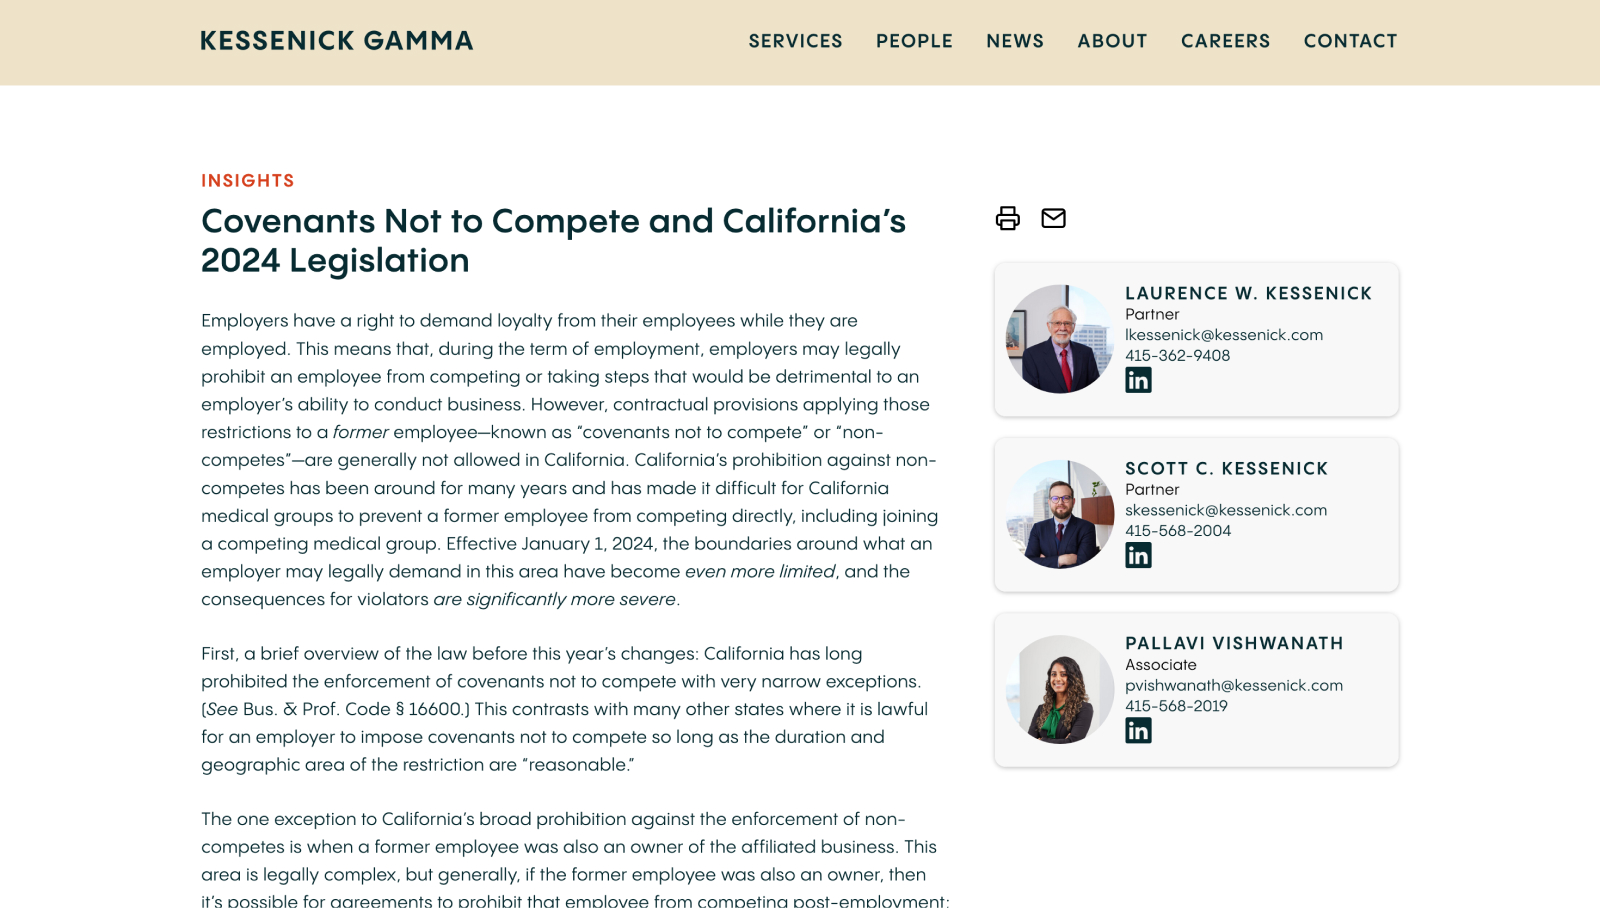 KESSENICK GAMMA
SERVICES PEOPLE NEWS ABOUT CAREERS CONTACT
INSIGHTS
Covenants Not to Compete and California’s
2024 Legislation
Employers have a right to demand loyalty from their employees while they are
employed. This means that, during the term of employment, employers may legally
prohibit an employee from competing or taking steps that would be detrimental to an
employer’s ability to conduct business. However, contractual provisions applying those
restrictions to a former employee—known as “covenants not to compete” or “non-
competes”—are generally not allowed in California. California’s prohibition against non-
competes has been around for many years and has made it difficult for California
medical groups to prevent a former employee from competing directly, including joining
a competing medical group. Effective January 1, 2024, the boundaries around what an
employer may legally demand in this area have become even more limited, and the
consequences for violators are significantly more severe.
First, a brief overview of the law before this year’s changes: California has long
prohibited the enforcement of covenants not to compete with very narrow exceptions.
(See Bus. & Prof. Code § 16600.) This contrasts with many other states where it is lawful
for an employer to impose covenants not to compete so long as the duration and
geographic area of the restriction are “reasonable.”
The one exception to California’s broad prohibition against the enforcement of non-
competes is when a former employee was also an owner of the affiliated business. This
area is legally complex, but generally, if the former employee was also an owner, then
it’s possible for agreements to prohibit that employee from competing post-employment;
LAURENCE W. KESSENICK
Partner
lkessenick@kessenick.com
415-362-9408
in
SCOTT C. KESSENICK
Partner
skessenick@kessenick.com
415-568-2004
in
PALLAVI VISHWANATH
Associate
pvishwanath@kessenick.com
415-568-2019
in